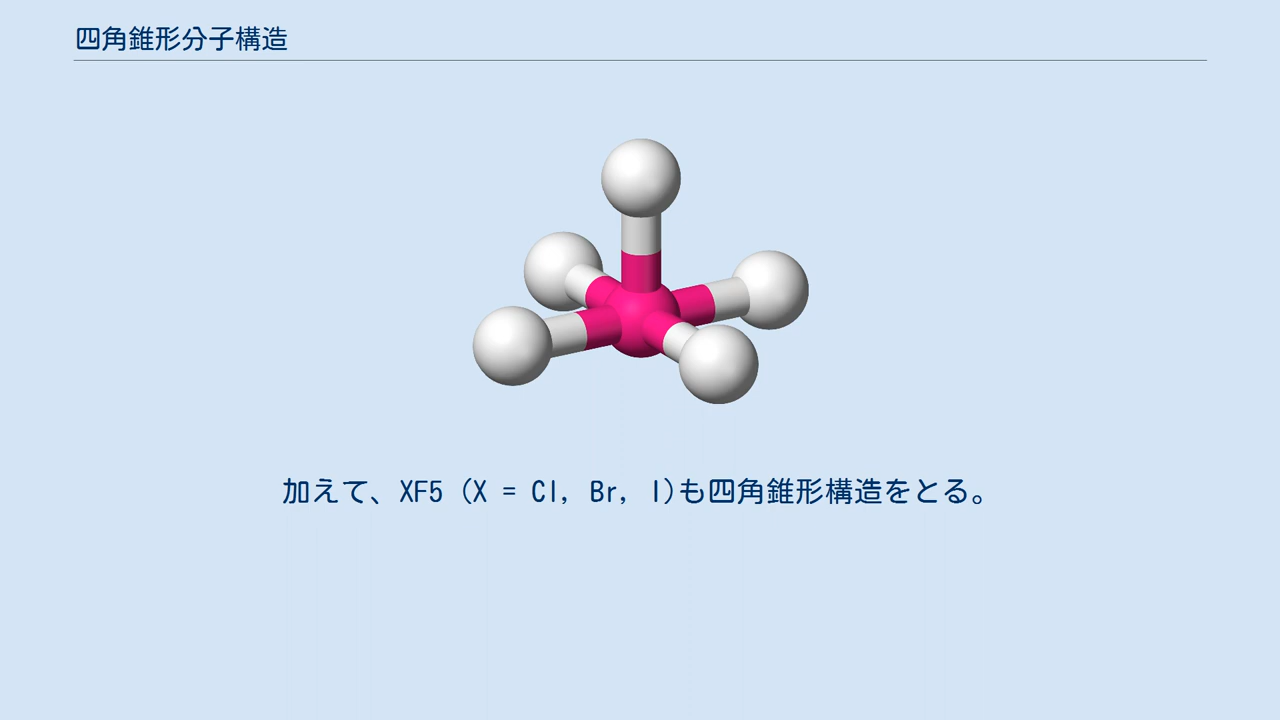 四角錐形分子構造
加えて、XF5 (X = Cl, Br, I)も四角錐形構造をとる。